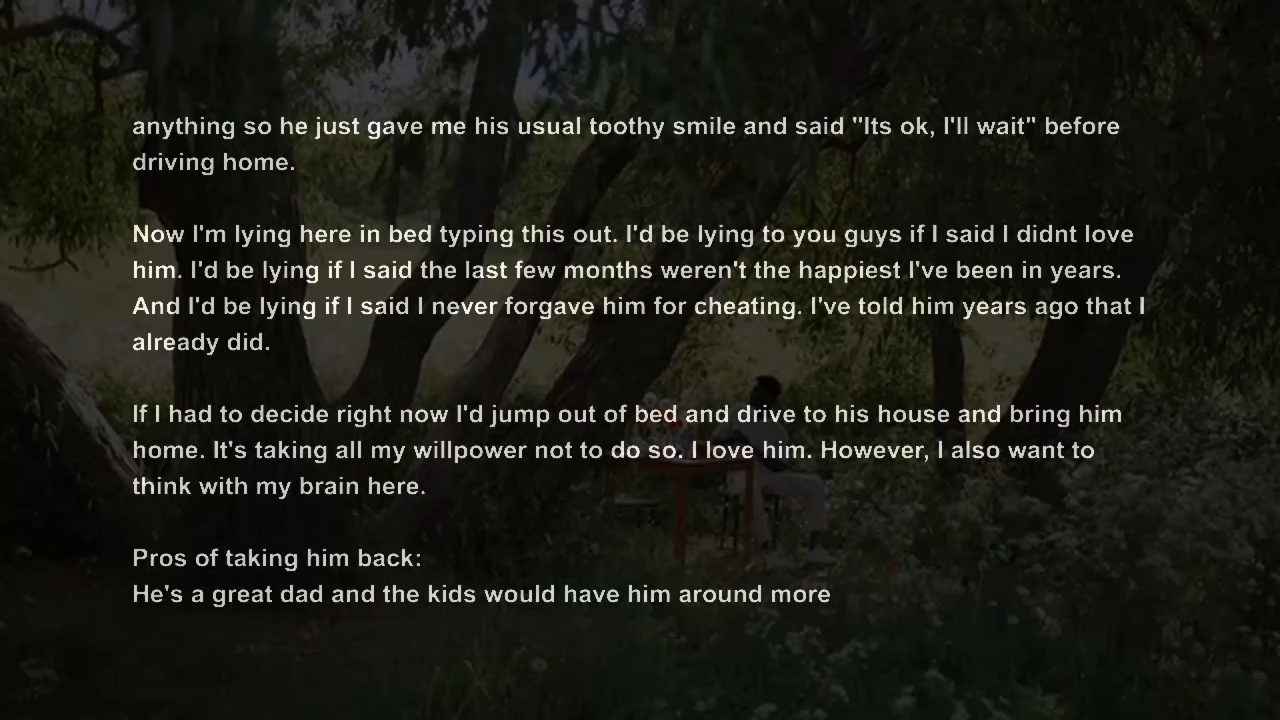 anything so he just gave me his usual toothy smile and said "Its ok, I'll wait" before
driving home.
Now I'm lying here in bed typing this out. I'd be lying to you guys if I said I didnt love
him. I'd be lying if I said the last few months weren't the happiest I've been in years.
And I'd be lying if I said I never forgave him for cheating. I've told him years ago that I
already did.
If I had to decide right now I'd jump out of bed and drive to his house and bring him
home. It's taking all my willpower not to do so. I love him. However, I also want to
think with my brain here.
Pros of taking him back:
He's a great dad and the kids would have him around more